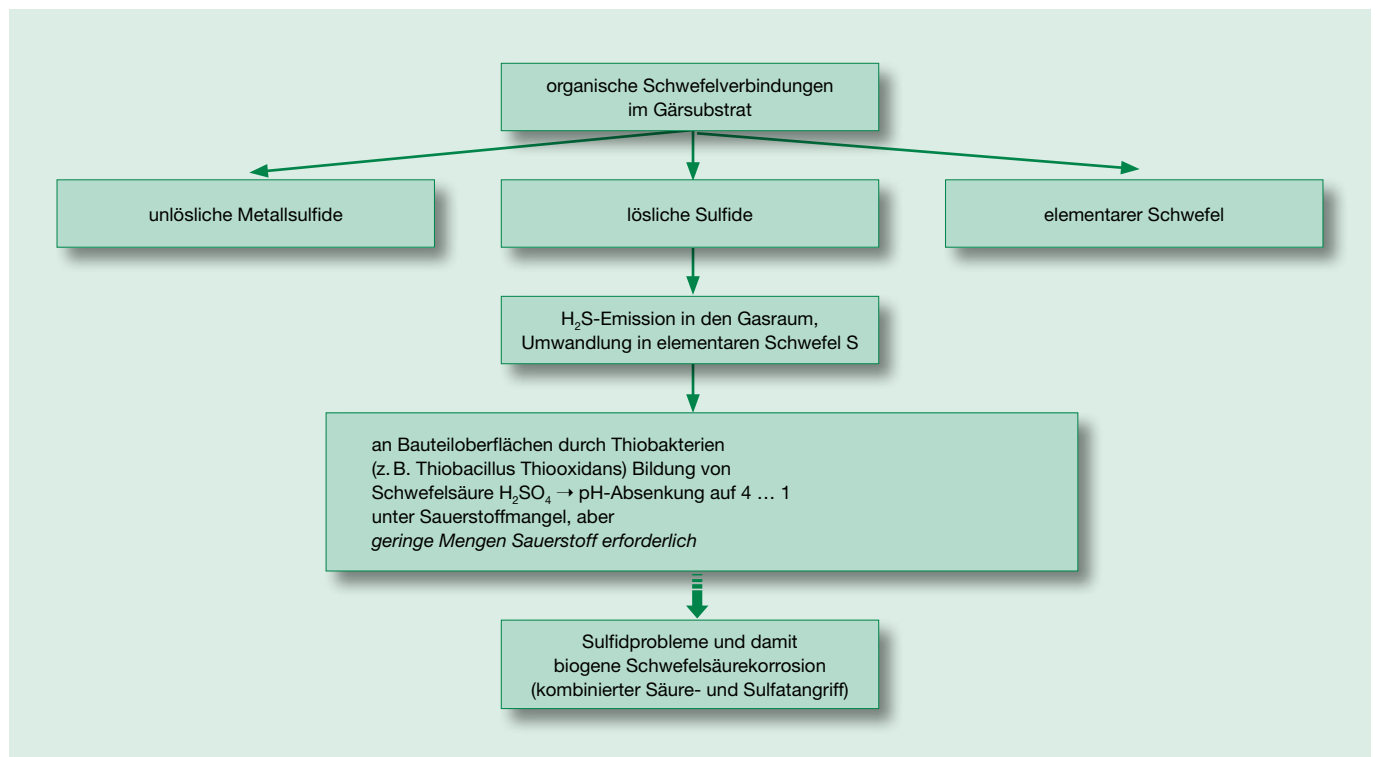 organische Schwefelverbindungen
im Gärsubstrat
unlösliche Metallsulfide
lösliche Sulfide
elementarer Schwefel
H₂S-Emission in den Gasraum,
Umwandlung in elementaren Schwefel S
an Bauteiloberflächen durch Thiobakterien
(z. B. Thiobacillus Thiooxidans) Bildung von
Schwefelsäure H₂SO₄ → pH-Absenkung auf 4 … 1
unter Sauerstoffmangel, aber
geringe Mengen Sauerstoff erforderlich
Sulfidprobleme und damit
biogene Schwefelsäurekorrosion
(kombinierter Säure- und Sulfatangriff)